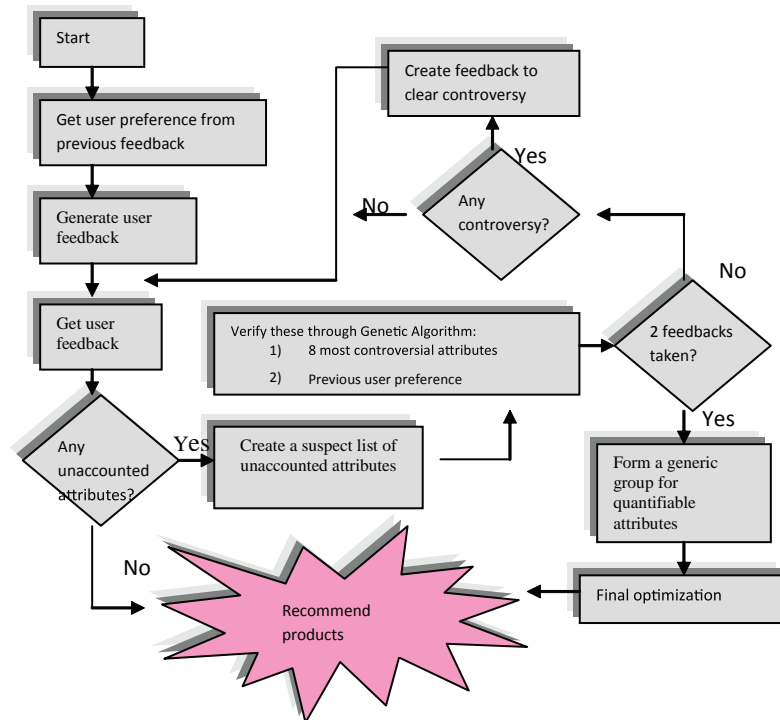 Start
Get user preference from
previous feedback
Generate user
feedback
Get user
feedback
Any
unaccounted
attributes?
Yes
No
Create a suspect list of
unaccounted attributes
Verify these through Genetic Algorithm:
1) 8 most controversial attributes
2) Previous user preference
2 feedbacks
taken?
No
Yes
Any
controversy?
Yes
No
Create feedback to
clear controversy
Form a generic
group for
quantifiable
attributes
Final optimization
Recommend
products